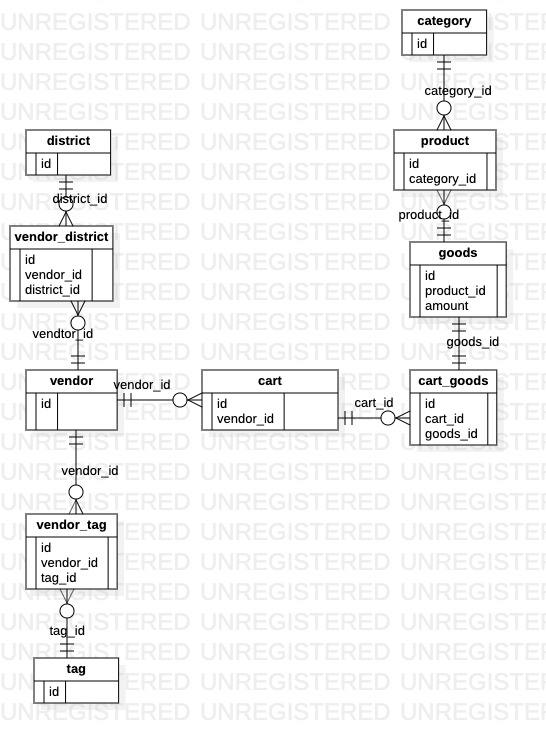 category
id
category_id
product
id
category_id
product_id
goods
id
product_id
amount
goods_id
cart_goods
id
cart_id
goods_id
cart_id
cart
id
vendor_id
vendor_id
district
id
district_id
vendor_district
id
vendor_id
district_id
vendtor_id
vendor
id
vendor_id
vendor_tag
id
vendor_id
tag_id
tag_id
tag
id
UNREGISTERED